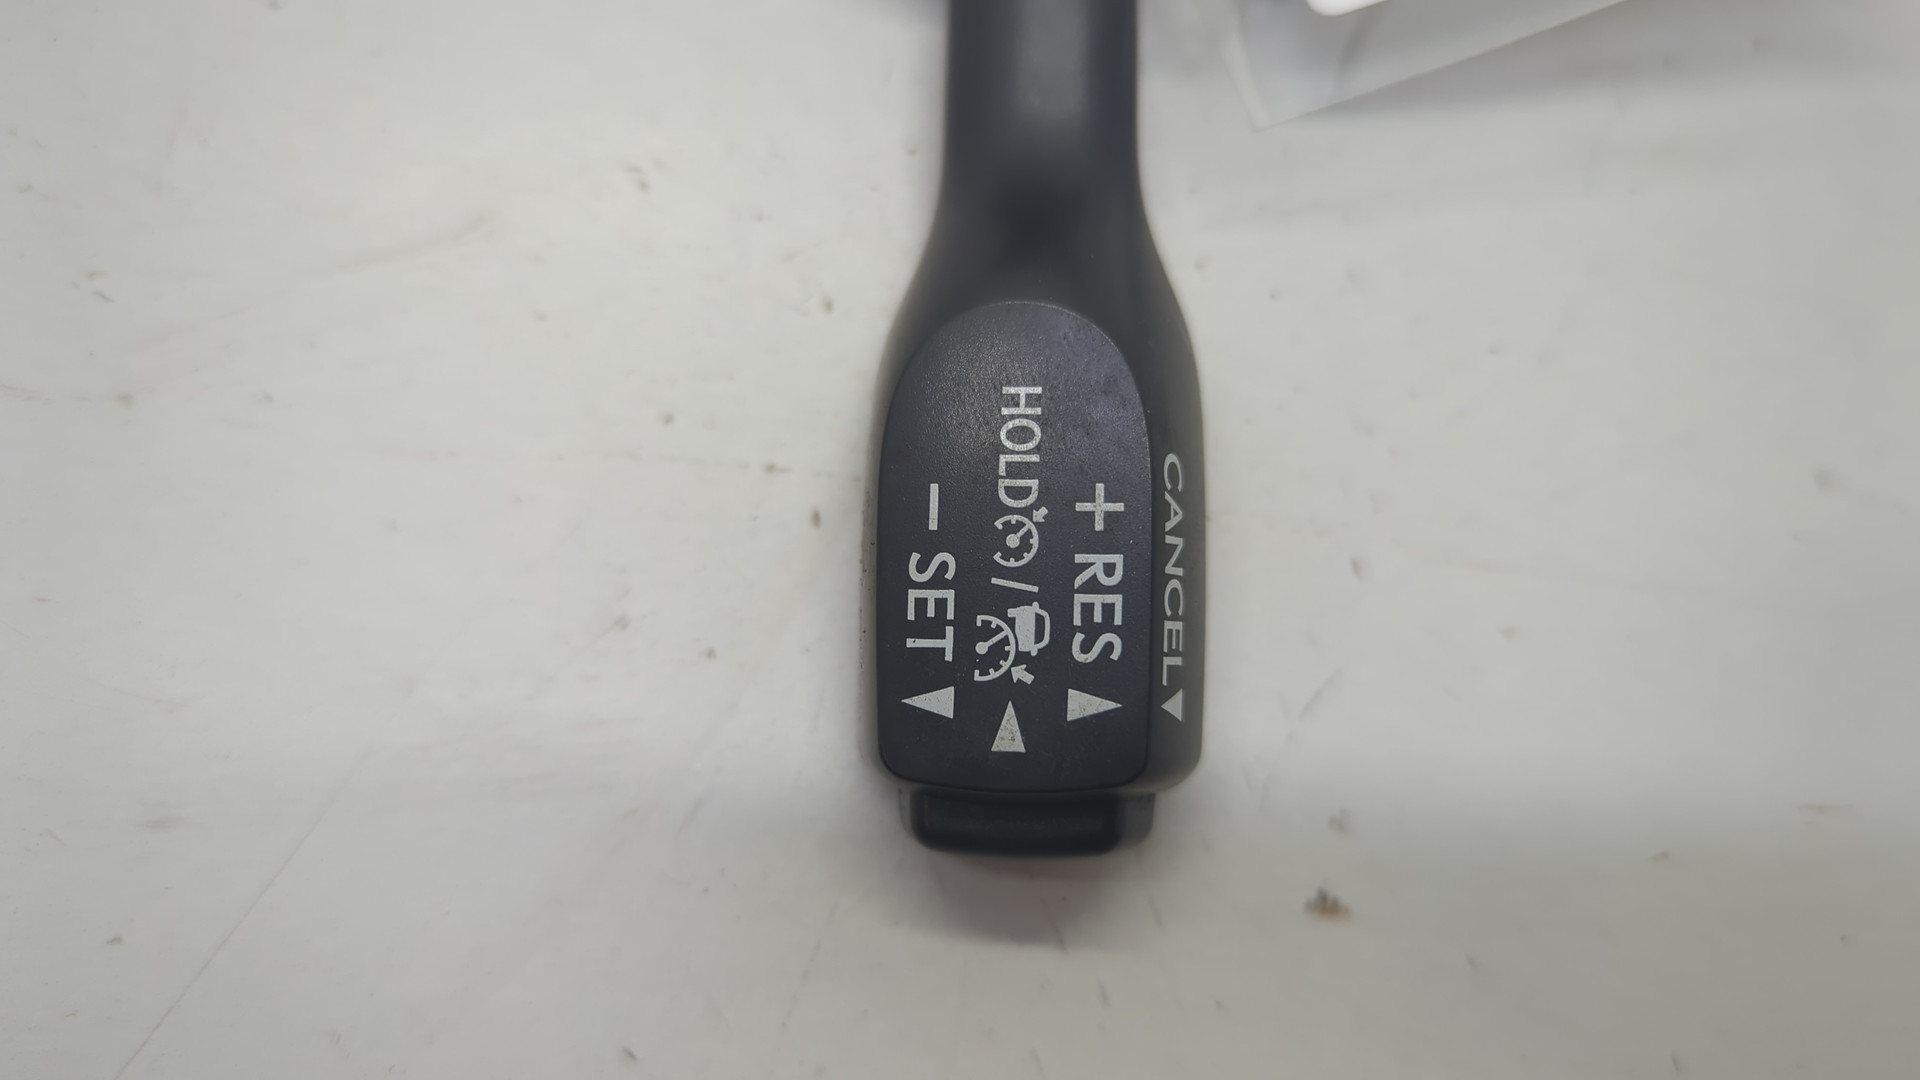 CANCEL▼
+ RES ▲
HOLD /
− SET ▼